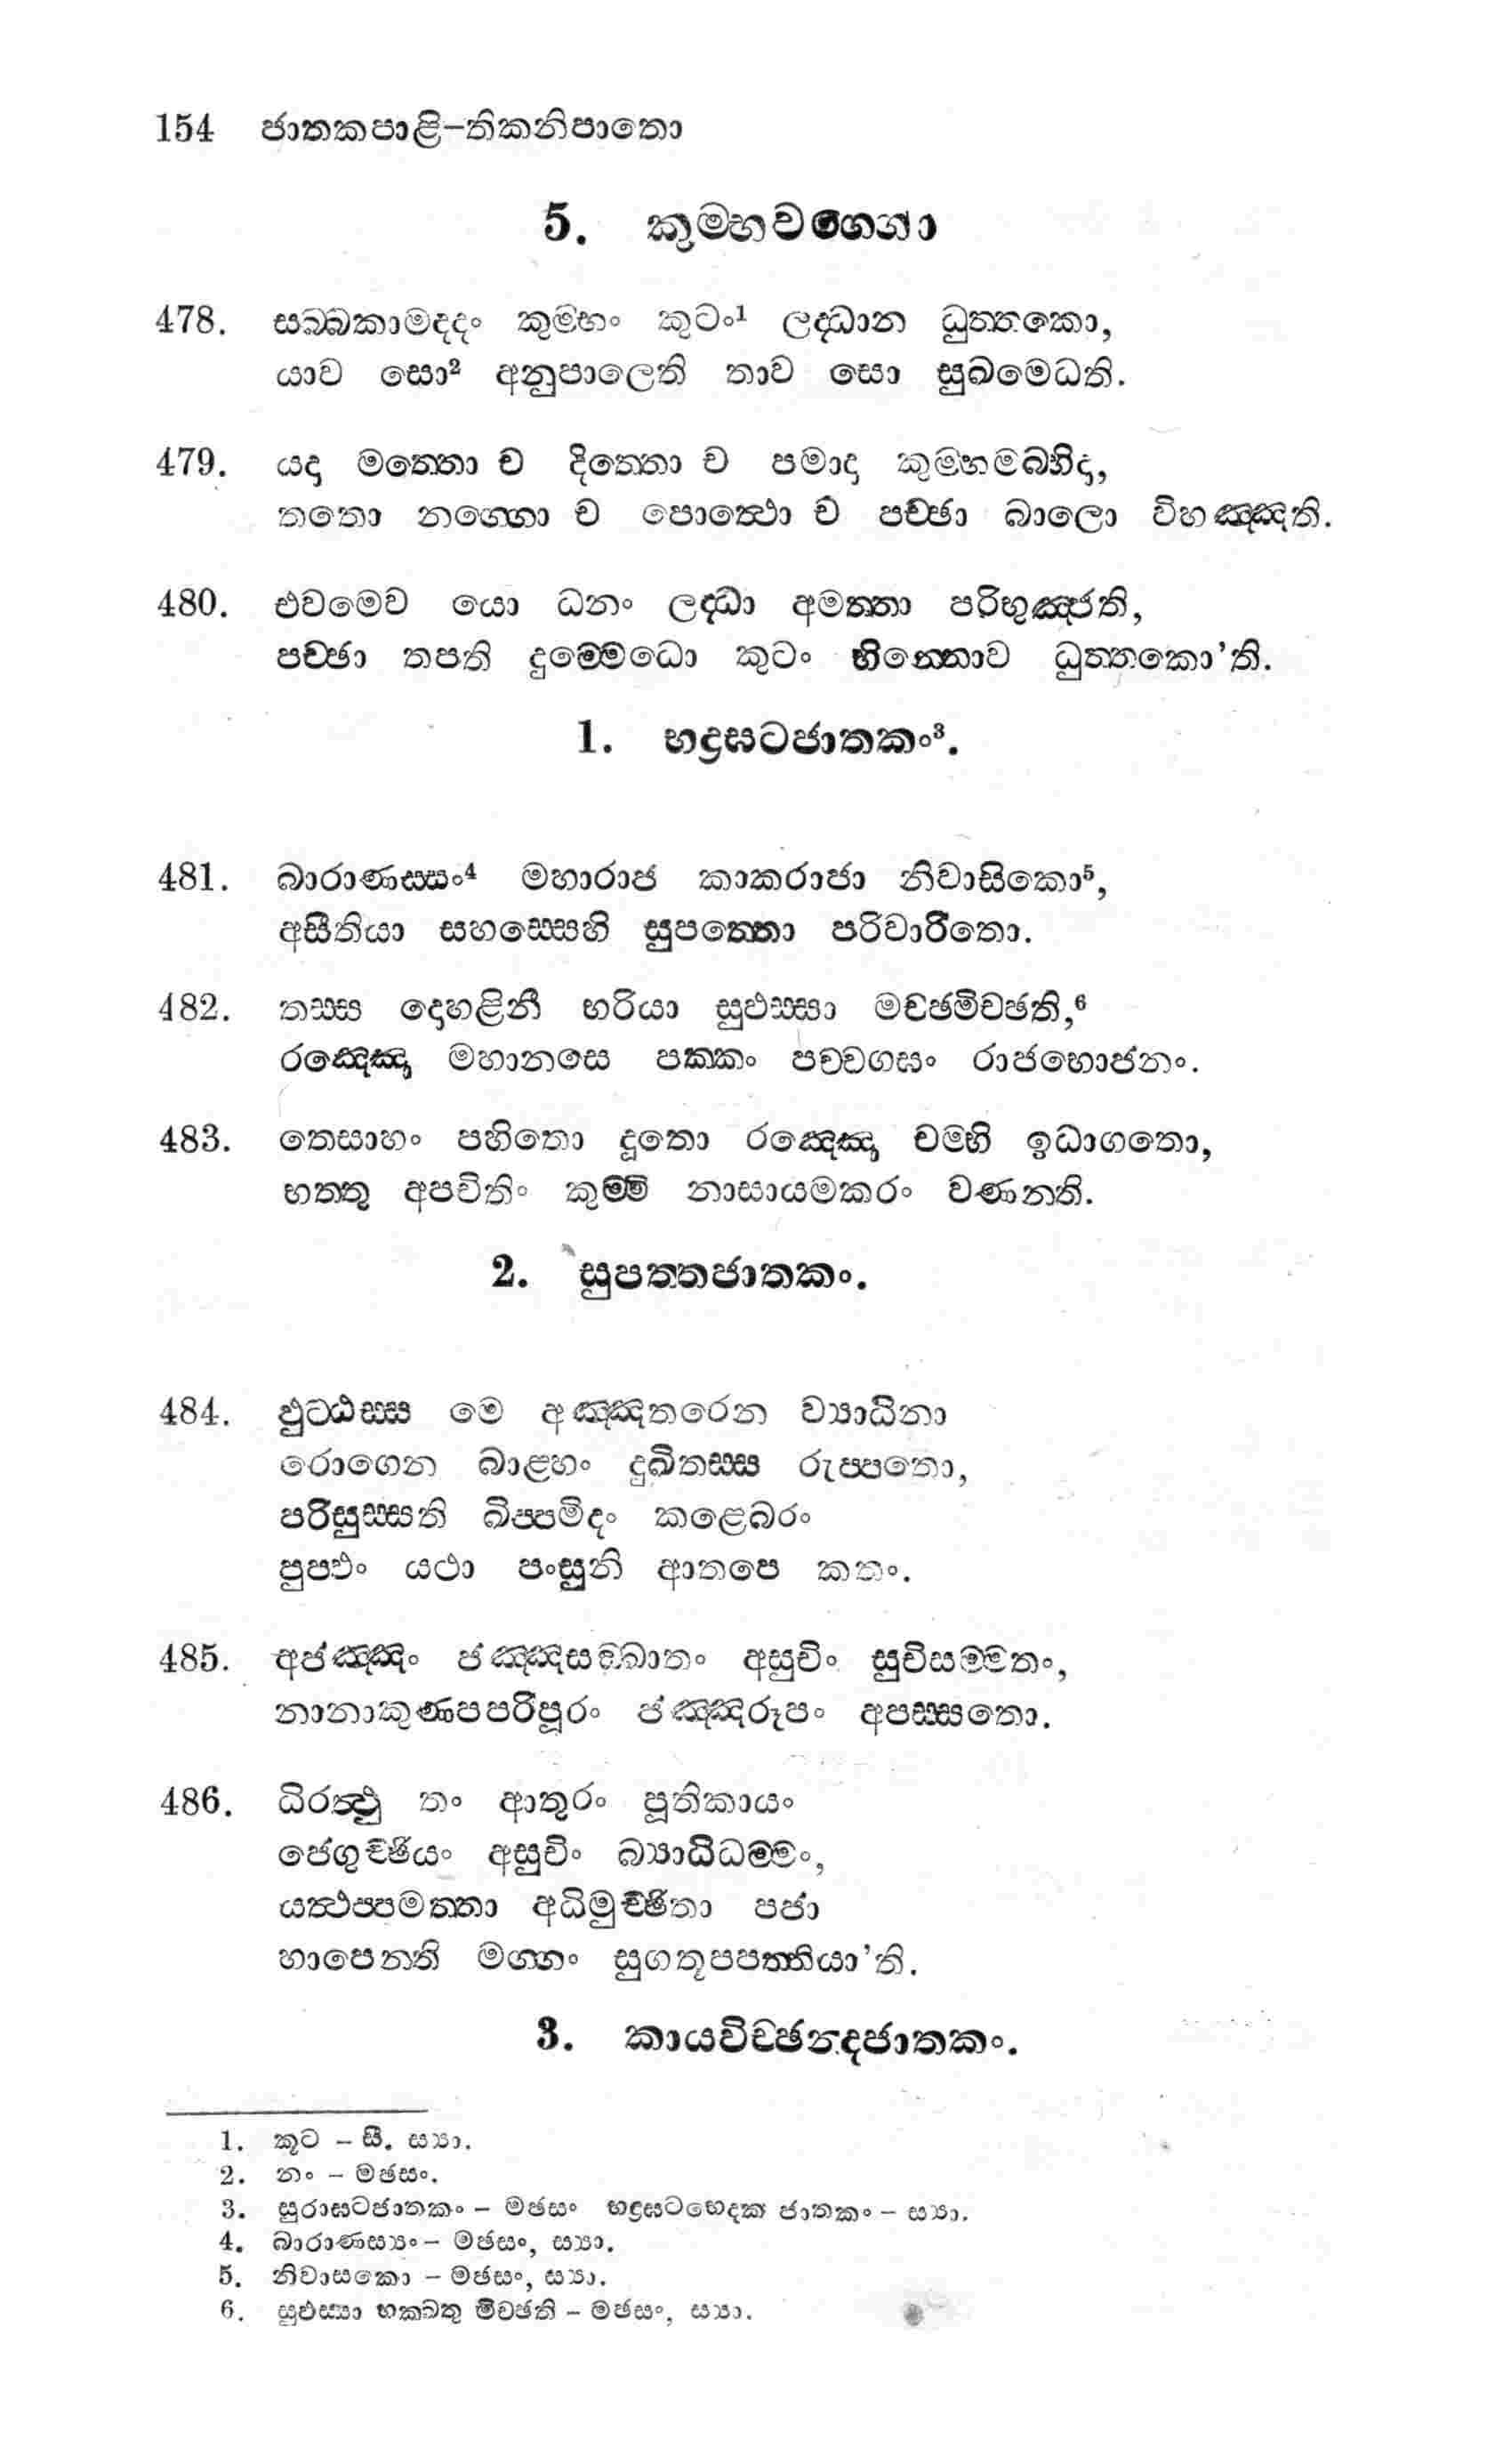 154 ජාතකපාළි-තිකනිපාතො
5. කුම්භවග්ගො
478. සබ්බකාමදදං කුම්භං කුටං¹ ලද්ධාන ධුත්තකො,
යාව සො² අනුපාලෙති තාව සො සුඛමෙධති.
479. යදා මත්තො ච දිත්තො ච පමාදා කුම්භමබ්භිදා,
තතො නග්ගො ච පොත්ථො ච පච්ඡා බාලො විහඤ්ඤති.
480. එවමෙව යො ධනං ලද්ධා අමත්තා පරිභුඤ්ජති,
පච්ඡා තපති දුම්මෙධො කුටං භින්නොව ධුත්තකො'ති.
1. භද්‍රඝටජාතකං³.
481. බාරාණස්සං⁴ මහාරාජ කාකරාජා නිවාසිකො⁵,
අසීතියා සහස්සෙහි සුපත්තො පරිවාරිතො.
482. තස්ස දොහළිනී භරියා සුඵස්සා මච්ඡමිච්ඡති,⁶
රඤ්ඤො මහානසෙ පක්කං පච්චග්ඝං රාජභොජනං.
483. තෙසාහං පහිතො දූතො රඤ්ඤො චම්හි ඉධාගතො,
භත්තු අපචිතිං කුම්මි නාසායමකරං වණන්ති.
2. සුපත්තජාතකං.
484. ඵුට්ඨස්ස මෙ අඤ්ඤතරෙන ව්‍යාධිනා
රොගෙන බාළ්හං දුඛිතස්ස රුප්පතො,
පරිසුස්සති ඛිප්පමිදං කළෙබරං
පුප්ඵං යථා පංසුනි ආතපෙ කතං.
485. අජඤ්ඤං ජඤ්ඤසඞ්ඛාතං අසුචිං සුචිසම්මතං,
නානාකුණපපරිපූරං ජඤ්ඤරූපං අපස්සතො.
486. ධිරත්ථු තං ආතුරං පූතිකායං
ජෙගුච්ඡියං අසුචිං බ්‍යාධිධම්මං,
යත්ථප්පමත්තා අධිමුච්ඡිතා පජා
හාපෙන්ති මග්ගං සුගතූපපත්තියා'ති.
3. කායවිච්ඡන්දජාතකං.
1. කූට - සී. ස්‍යා.
2. නං - මඡසං.
3. සුරාඝටජාතකං - මඡසං භද්‍රඝටභෙදක ජාතකං - ස්‍යා.
4. බාරාණස්‍යං - මඡසං, ස්‍යා.
5. නිවාසකො - මඡසං, ස්‍යා.
6. සුඵස්‍සා භක්ඛිතු මිච්ඡති - මඡසං, ස්‍යා.